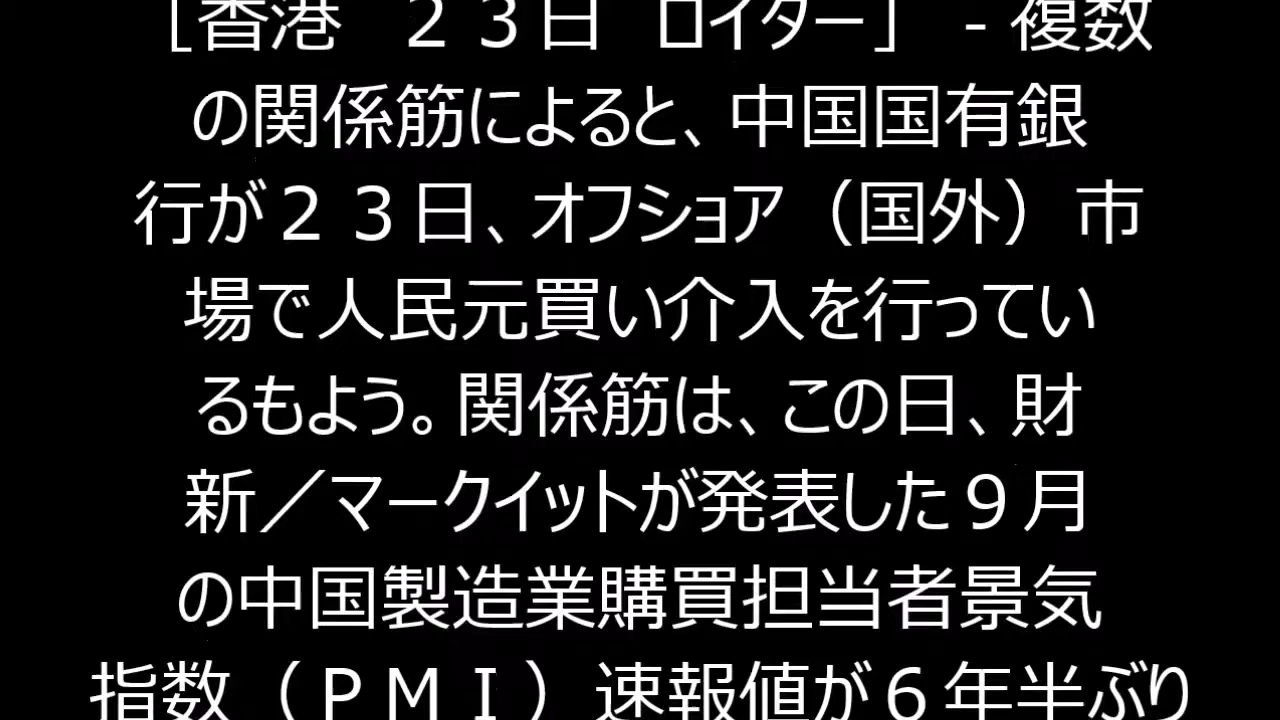 ［香港　２３日　ロイター］　- 複数
の関係筋によると、中国国有銀
行が２３日、オフショア（国外）市
場で人民元買い介入を行ってい
るもよう。関係筋は、この日、財
新／マークイットが発表した９月
の中国製造業購買担当者景気
指数（ＰＭＩ）速報値が６年半ぶり